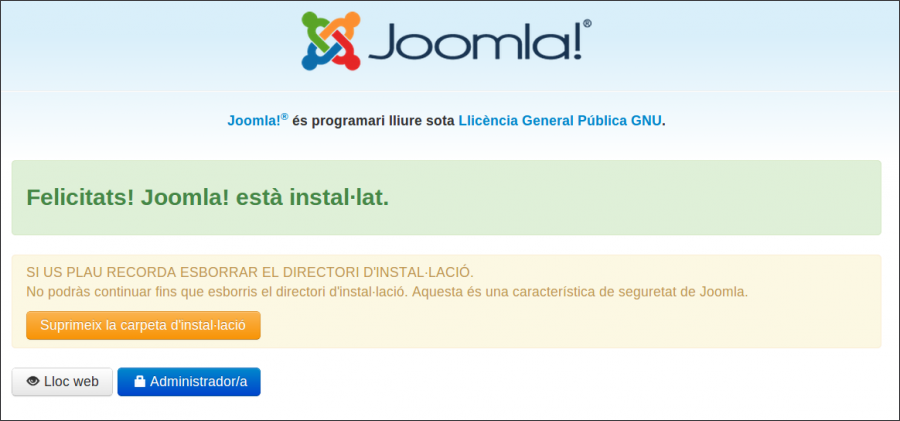 Joomla!®
Joomla!® és programari lliure sota Llicència General Pública GNU.
Felicitats! Joomla! està instal·lat.
SI US PLAU RECORDA ESBORRAR EL DIRECTORI D'INSTAL·LACIÓ.
No podràs continuar fins que esborris el directori d'instal·lació. Aquesta és una característica de seguretat de Joomla.
Suprimeix la carpeta d'instal·lació
Lloc web
Administrador/a